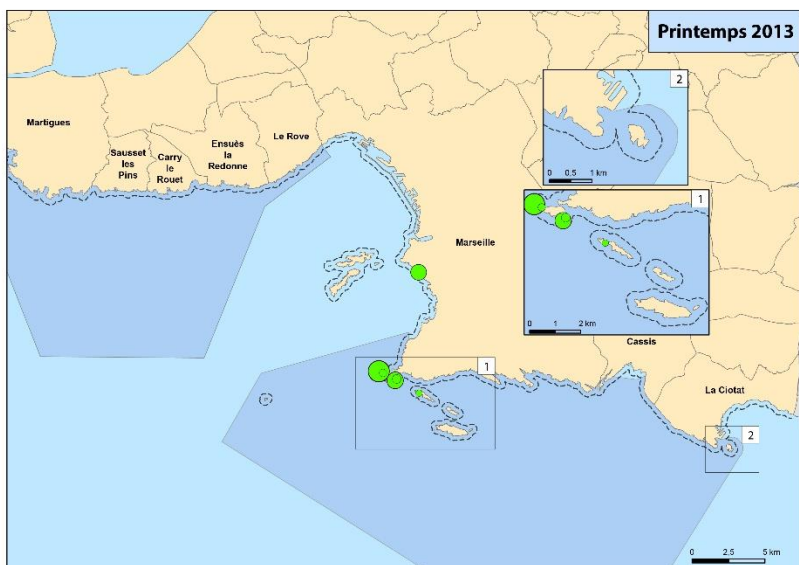 Printemps 2013
2
0 0.5 1 km
Martigues
Sausset
les
Pins
Carry
le
Rouet
Ensuès
la
Redonne
Le Rove
1
0 1 2 km
Marseille
Cassis
La Ciotat
1
2
0 2.5 5 km